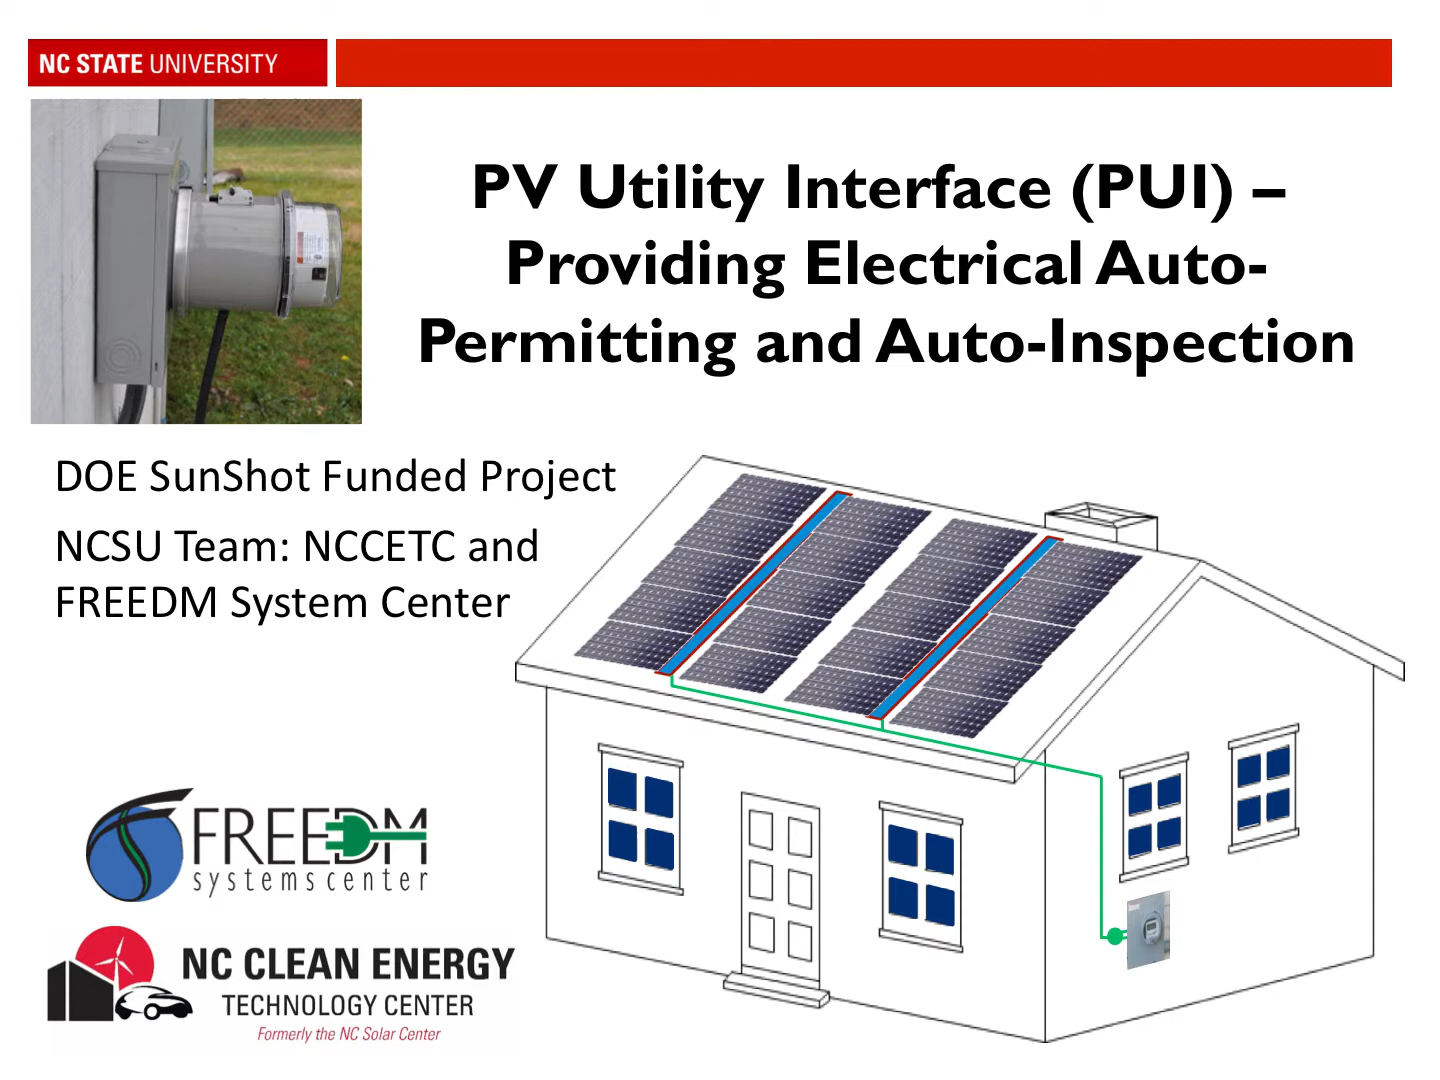 NC STATE UNIVERSITY
PV Utility Interface (PUI) –
Providing Electrical Auto-
Permitting and Auto-Inspection
DOE SunShot Funded Project
NCSU Team: NCCETC and
FREEDM System Center
FREEDM
systems center
NC CLEAN ENERGY
TECHNOLOGY CENTER
Formerly the NC Solar Center